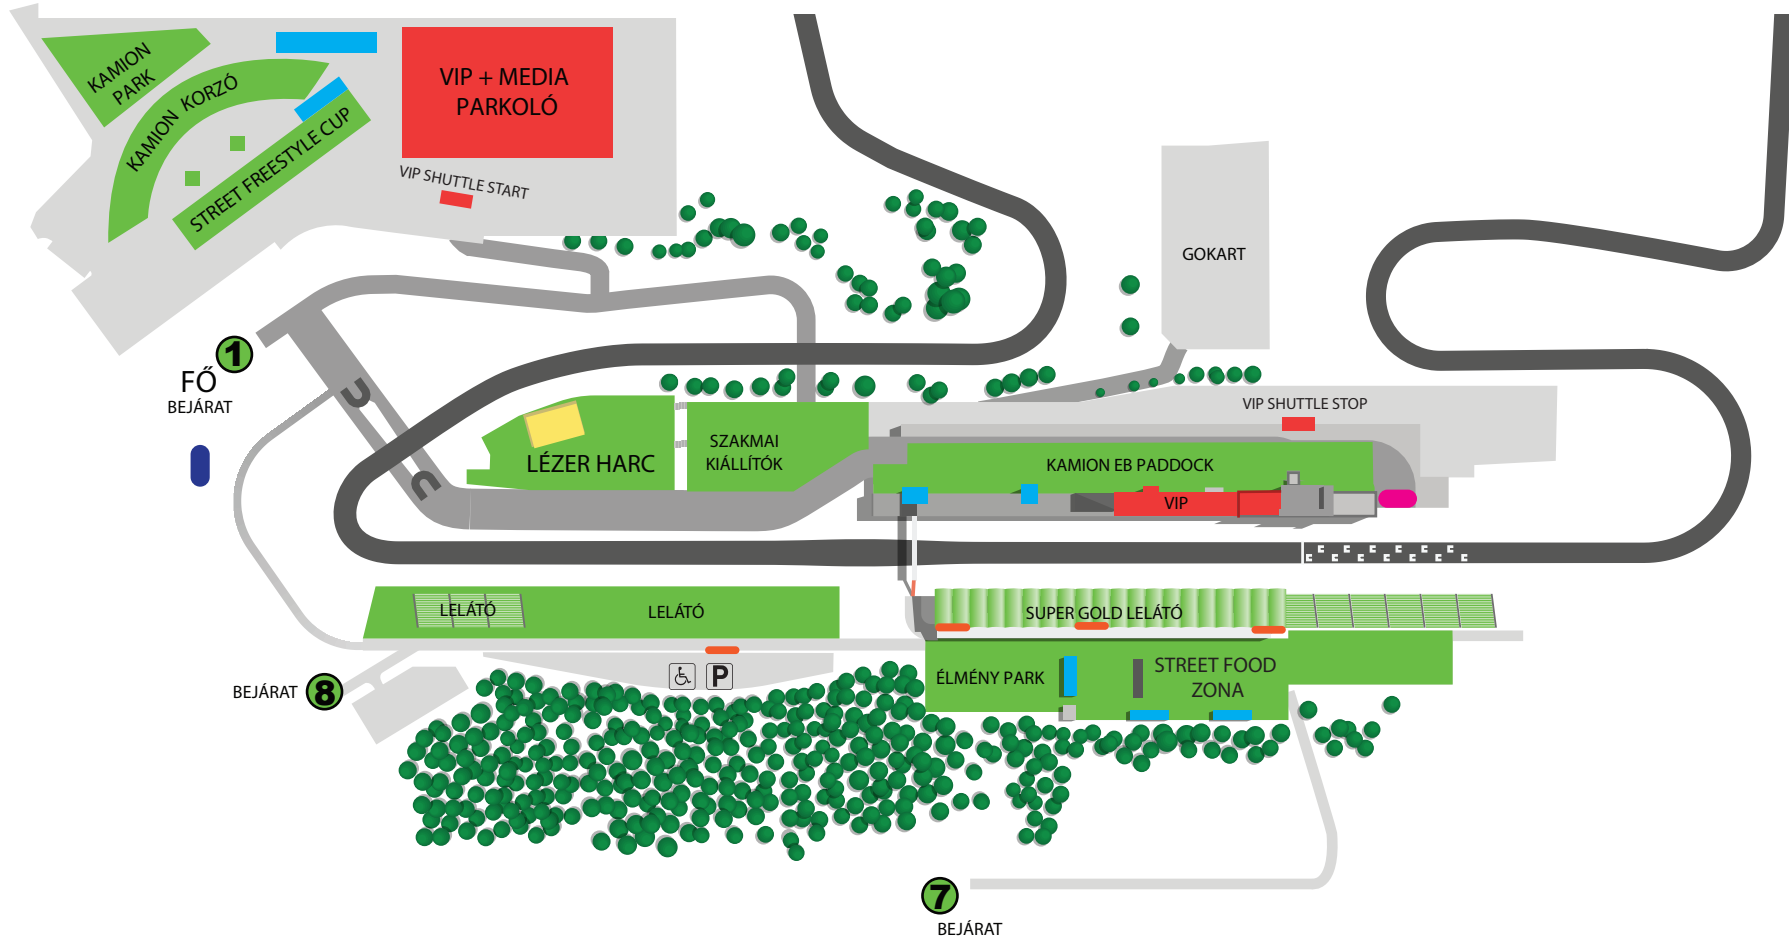 KAMION
PARK
KAMION KORZÓ
STREET FREESTYLE CUP
VIP + MEDIA
PARKOLÓ
VIP SHUTTLE START
GOKART
1
FŐ
BEJÁRAT
VIP SHUTTLE STOP
LÉZER HARC
SZAKMAI
KIÁLLÍTÓK
KAMION EB PADDOCK
VIP
LELÁTÓ
LELÁTÓ
SUPER GOLD LELÁTÓ
BEJÁRAT
8
P
ÉLMÉNY PARK
STREET FOOD
ZONA
7
BEJÁRAT